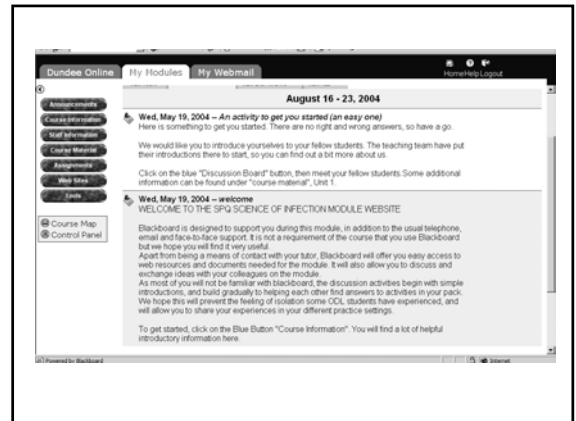 Dundee Online My Modules My Webmail
Home Help Logout
August 16 - 23, 2004
Announcements
Course Information
Staff Information
Course Material
Assignments
Web Sites
Tools
Course Map
Control Panel
Wed, May 19, 2004 -- An activity to get you started (an easy one)
Here is something to get you started. There are no right and wrong answers, so have a go.
We would like you to introduce yourselves to your fellow students. The teaching team have put
their introductions there to start, so you can find out a bit more about us.
Click on the blue "Discussion Board" button, then meet your fellow students.Some additional
information can be found under "course material", Unit 1.
Wed, May 19, 2004 -- welcome
WELCOME TO THE SPQ SCIENCE OF INFECTION MODULE WEBSITE
Blackboard is designed to support you during this module, in addition to the usual telephone,
email and face-to-face support. It is not a requirement of the course that you use Blackboard
but we hope you will find it very useful.
Apart from being a means of contact with your tutor, Blackboard will offer you easy access to
web resources and documents needed for the module. It will also allow you to discuss and
exchange ideas with your colleagues on the module.
As most of you will not be familiar with blackboard, the discussion activities begin with simple
introductions, and build gradually to helping each other find answers to activities in your pack.
We hope this will prevent the feeling of isolation some ODL students have experienced, and
will allow you to share your experiences in your different practice settings.
To get started, click on the Blue Button "Course Information". You will find a lot of helpful
introductory information here.
Powered by Blackboard
Internet